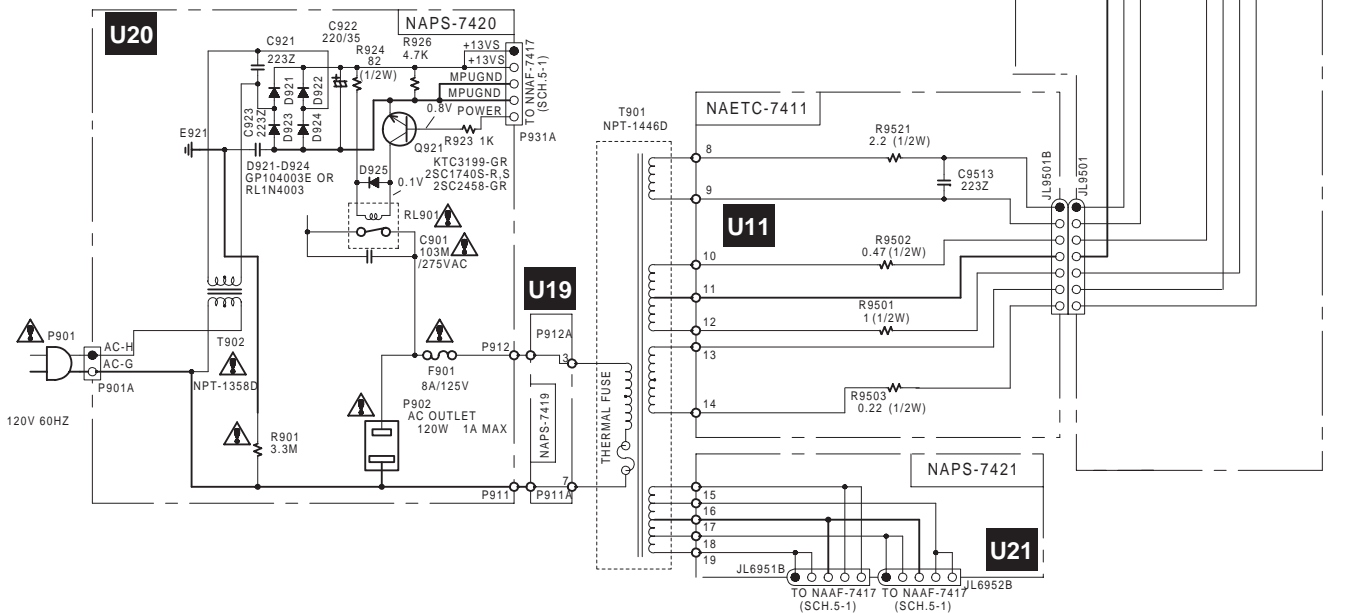 U20
NAPS-7420
C921
223Z
C922
220/35
R924
82
(1/2W)
R926
4.7K
+13VS
+13VS
MPUGND
MPUGND
POWER
TO NNAF-7417
(SCH.5-1)
P931A
D921
D922
D923
D924
C923
223Z
E921
0.8V
R923 1K
Q921
KTC3199-GR
2SC1740S-R,S
2SC2458-GR
D921-D924
GP104003E OR
RL1N4003
D925
0.1V
RL901
C901
103M
/275VAC
U19
P901
AC-H
AC-G
P901A
T902
NPT-1358D
120V 60HZ
R901
3.3M
F901
8A/125V
P902
AC OUTLET
120W 1A MAX
P912
P912A
3
NAPS-7419
7
P911
P911A
T901
NPT-1446D
THERMAL FUSE
NAETC-7411
8
R9521
2.2 (1/2W)
C9513
223Z
9
U11
10
R9502
0.47 (1/2W)
11
R9501
1 (1/2W)
12
13
R9503
0.22 (1/2W)
14
JL9501B
JL9501
NAPS-7421
15
16
17
18
19
U21
JL6951B
JL6952B
TO NAAF-7417
(SCH.5-1)
TO NAAF-7417
(SCH.5-1)